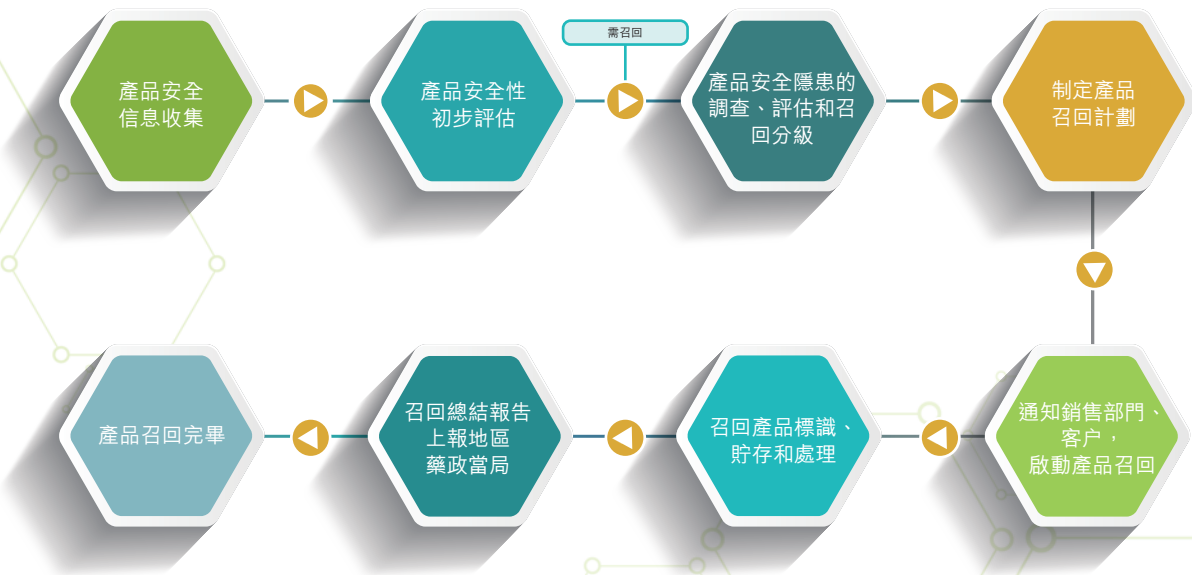 產品安全
信息收集
產品安全性
初步評估
需召回
產品安全隱患的
調查、評估和召
回分級
制定產品
召回計劃
通知銷售部門、
客户，
啟動產品召回
召回產品標識、
貯存和處理
召回總結報告
上報地區
藥政當局
產品召回完畢